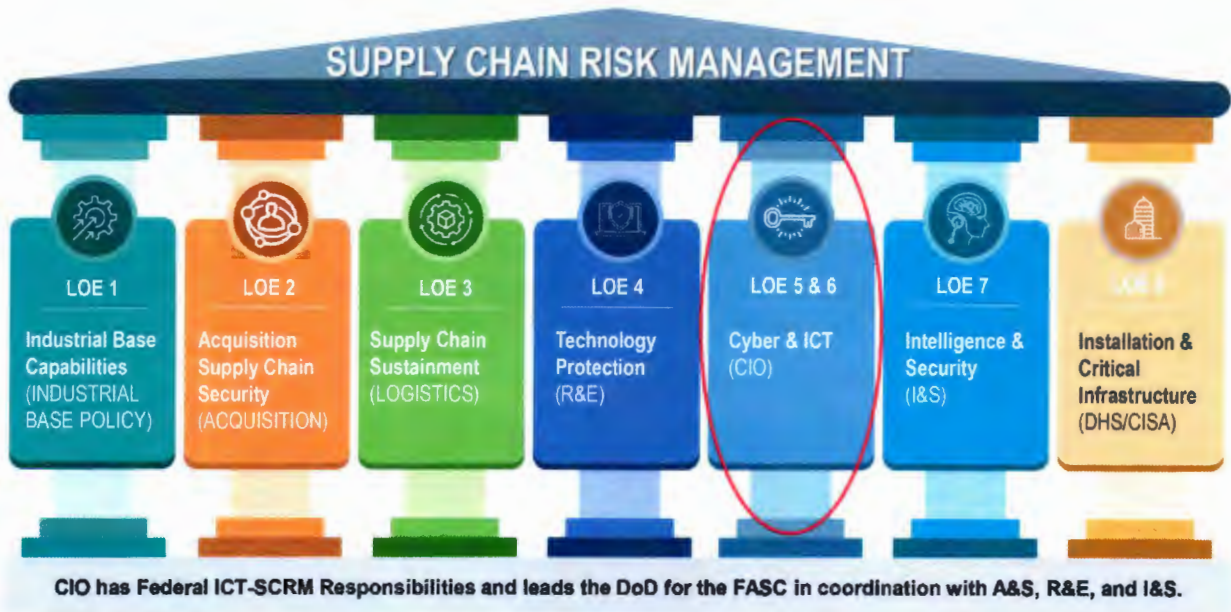 SUPPLY CHAIN RISK MANAGEMENT
LOE 1
Industrial Base
Capabilities
(INDUSTRIAL
BASE POLICY)
LOE 2
Acquisition
Supply Chain
Security
(ACQUISITION)
LOE 3
Supply Chain
Sustainment
(LOGISTICS)
LOE 4
Technology
Protection
(R&E)
LOE 5 & 6
Cyber & ICT
(CIO)
LOE 7
Intelligence &
Security
(I&S)
Installation &
Critical
Infrastructure
(DHS/CISA)
CIO has Federal ICT-SCRM Responsibilities and leads the DoD for the FASC in coordination with A&S, R&E, and I&S.